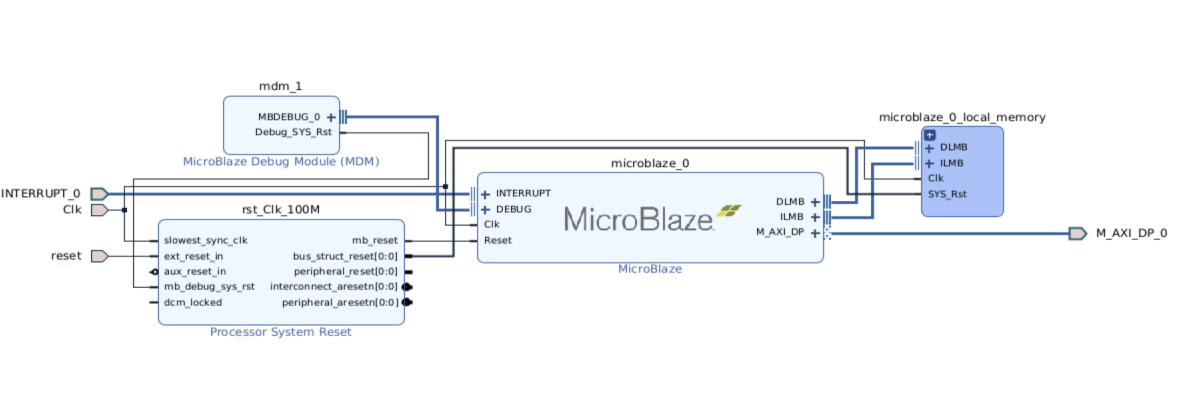 mdm_1
MBDEBUG_0
Debug_SYS_Rst
MicroBlaze Debug Module (MDM)
microblaze_0_local_memory
DLMB
ILMB
Clk
SYS_Rst
INTERRUPT_0
Clk
reset
rst_Clk_100M
slowest_sync_clk
ext_reset_in
aux_reset_in
mb_debug_sys_rst
dcm_locked
mb_reset
bus_struct_reset[0:0]
peripheral_reset[0:0]
interconnect_aresetn[0:0]
peripheral_aresetn[0:0]
Processor System Reset
microblaze_0
INTERRUPT
DEBUG
Clk
Reset
MicroBlaze
DLMB
ILMB
M_AXI_DP
MicroBlaze
M_AXI_DP_0